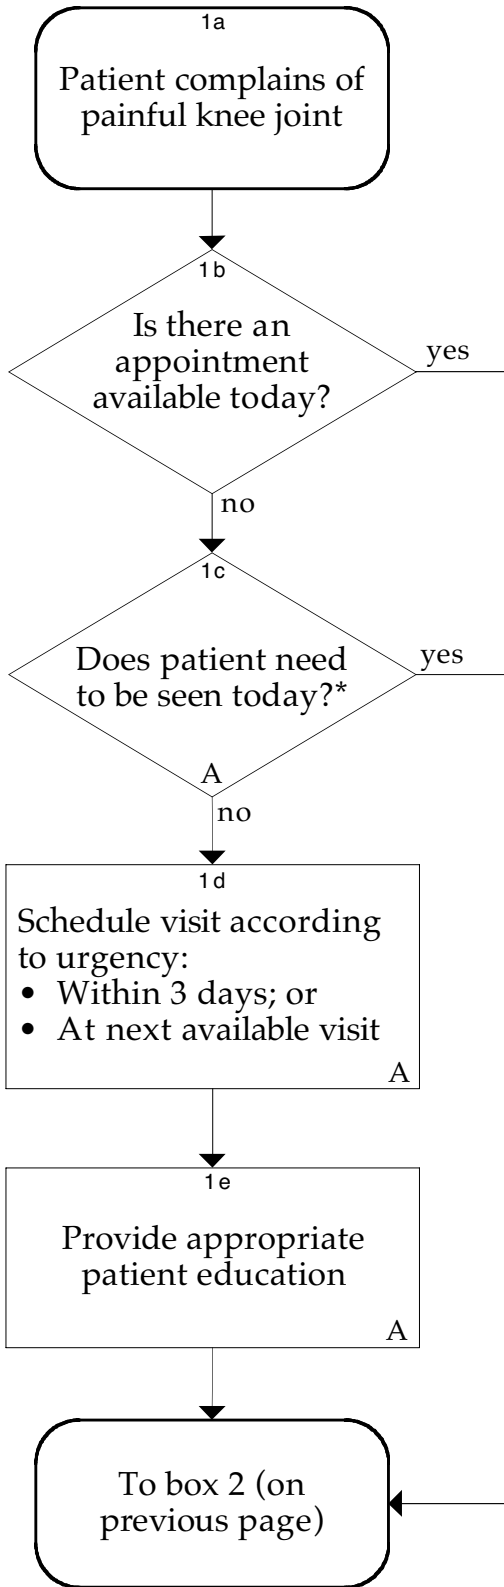 1a
Patient complains of
painful knee joint
1b
Is there an
appointment
available today?
yes
no
1c
Does patient need
to be seen today?*
yes
A
no
1d
Schedule visit according
to urgency:
• Within 3 days; or
• At next available visit
A
1e
Provide appropriate
patient education
A
To box 2 (on
previous page)